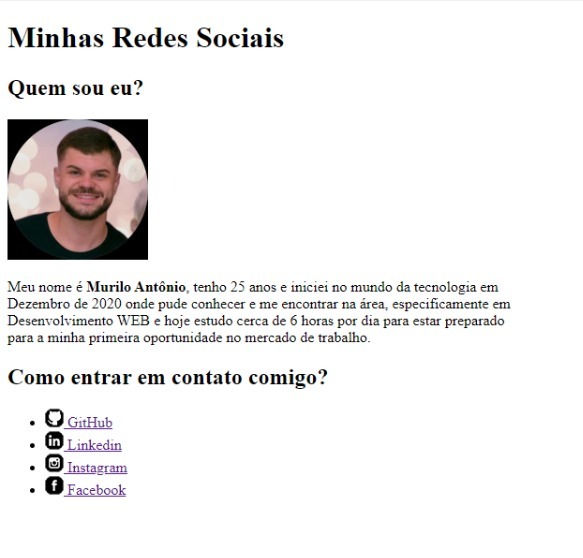 Minhas Redes Sociais
Quem sou eu?
Meu nome é Murilo Antônio, tenho 25 anos e iniciei no mundo da tecnologia em
Dezembro de 2020 onde pude conhecer e me encontrar na área, especificamente em
Desenvolvimento WEB e hoje estudo cerca de 6 horas por dia para estar preparado
para a minha primeira oportunidade no mercado de trabalho.
Como entrar em contato comigo?
GitHub
Linkedin
Instagram
Facebook